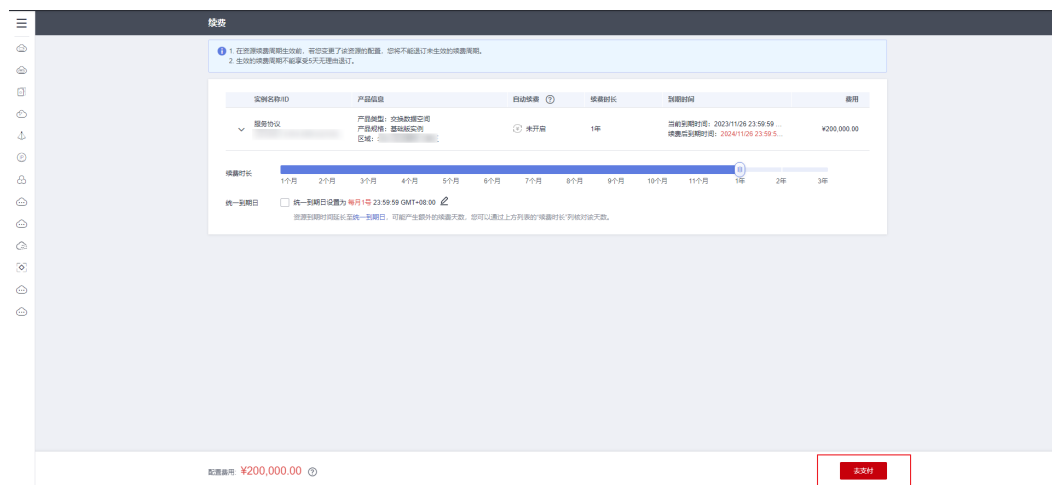 续费
1. 在资源续费周期生效前，若您变更了该资源的配置，您将不能退订未生效的续费周期。
2. 生效的续费周期不能享受5天无理由退订。
实例名称/ID 产品信息 自动续费 续费时长 到期时间 费用
服务协议 产品类型：交换数据空间 未开启 1年 当前到期时间：2023/11/26 23:59:59 ... ¥200,000.00
产品规格：基础版实例 续费后到期时间：2024/11/26 23:59:5...
区域：
续费时长
1个月 2个月 3个月 4个月 5个月 6个月 7个月 8个月 9个月 10个月 11个月 1年 2年 3年
统一到期日 统一到期日设置为 每月1号 23:59:59 GMT+08:00
资源到期时间延长至统一到期日，可能产生额外的续费天数，您可以通过上方列表的“续费时长”列核对该天数。
配置费用: ¥200,000.00 去支付